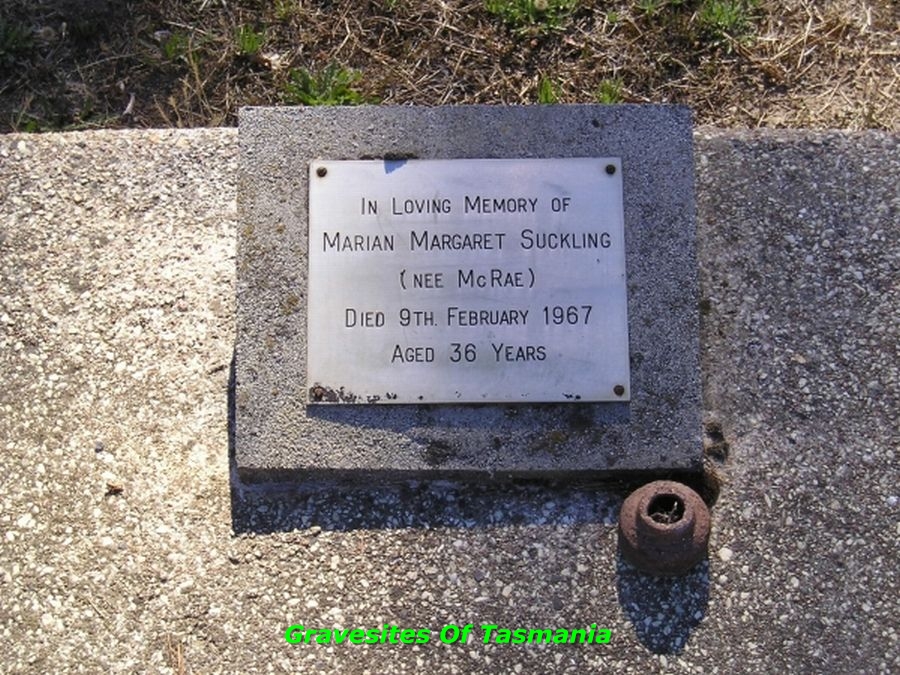 In Loving Memory of
Marian Margaret Suckling
(nee McRae)
Died 9th. February 1967
Aged 36 Years
Gravesites Of Tasmania